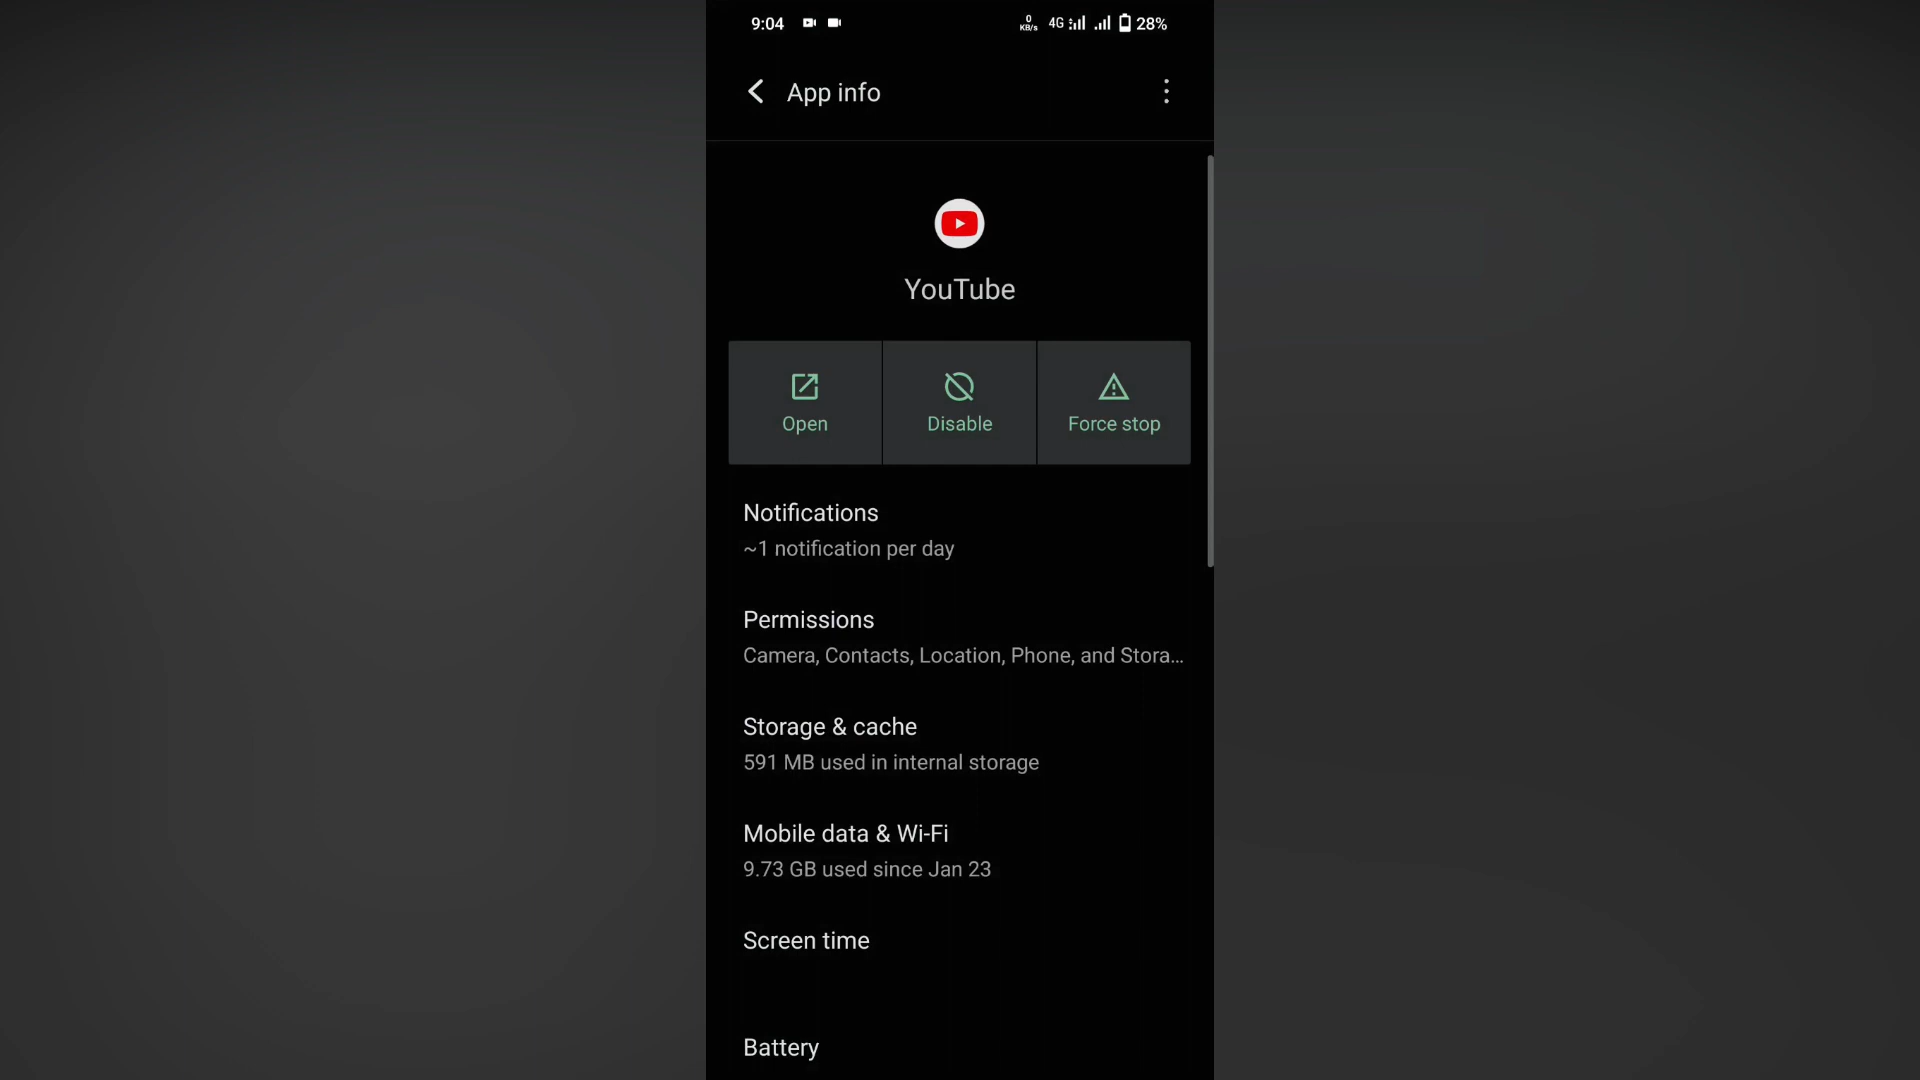 9:04 0 KB/s 4G 28%
App info
YouTube
Open Disable Force stop
Notifications
~1 notification per day
Permissions
Camera, Contacts, Location, Phone, and Stora...
Storage & cache
591 MB used in internal storage
Mobile data & Wi-Fi
9.73 GB used since Jan 23
Screen time
Battery